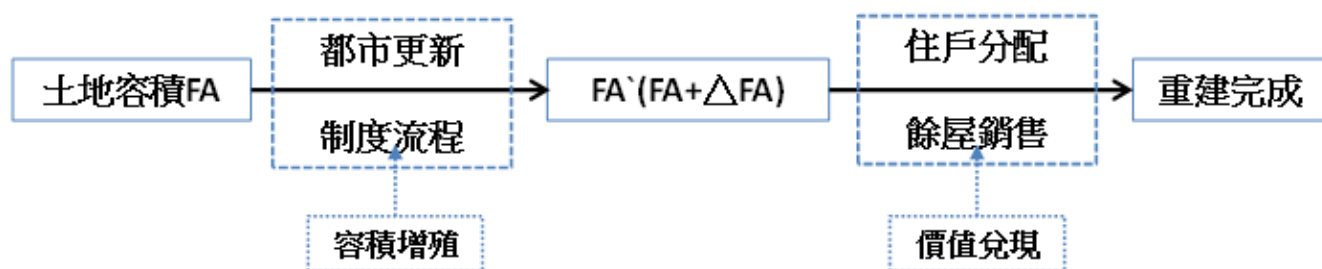 都市更新
住戶分配
土地容積FA
FA`(FA+△FA)
重建完成
制度流程
餘屋銷售
容積增殖
價值兌現